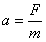 a = F/m